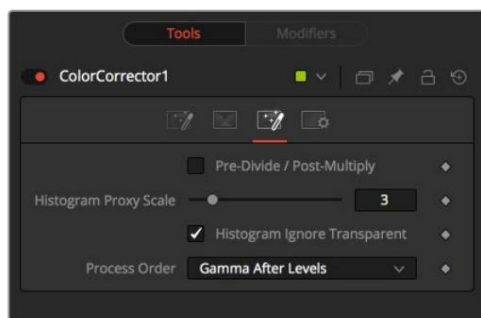 Tools Modifiers
ColorCorrector1
Pre-Divide / Post-Multiply
Histogram Proxy Scale 3
Histogram Ignore Transparent
Process Order Gamma After Levels